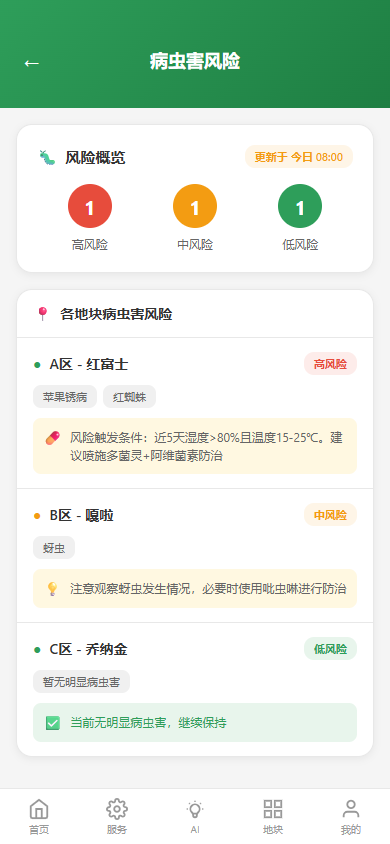 ←
病虫害风险
风险概览
更新于 今日 08:00
1
1
1
高风险
中风险
低风险
各地块病虫害风险
A区 - 红富士
高风险
苹果锈病
红蜘蛛
风险触发条件：近5天湿度>80%且温度15-25℃。建
议喷施多菌灵+阿维菌素防治
B区 - 嘎啦
中风险
蚜虫
注意观察蚜虫发生情况，必要时使用吡虫啉进行防治
C区 - 乔纳金
低风险
暂无明显病虫害
当前无明显病虫害，继续保持
首页
服务
AI
地块
我的